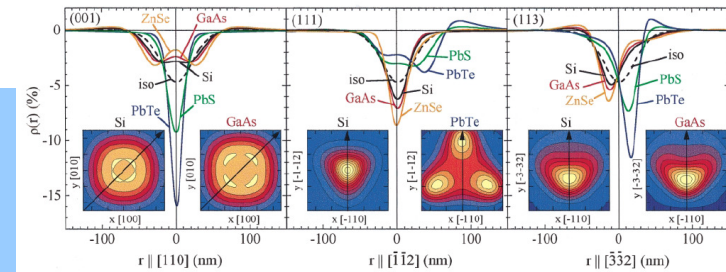 (001)
ZnSe
GaAs
iso
Si
PbTe
PbS
Si
GaAs
y [010]
x [100]
y [010]
x [100]
(111)
iso
Si
GaAs
ZnSe
PbS
PbTe
Si
PbTe
y [-1-12]
x [-110]
y [-1-12]
x [-110]
(113)
Si
GaAs
ZnSe
iso
PbS
PbTe
Si
GaAs
y [-3-32]
x [-110]
y [-3-32]
x [-110]
ρ(r) (%)
0
-5
-10
-15
-100 0 100
-100 0 100
-100 0 100
r || [110] (nm)
r || [1̄1̄2] (nm)
r || [3̄3̄2] (nm)